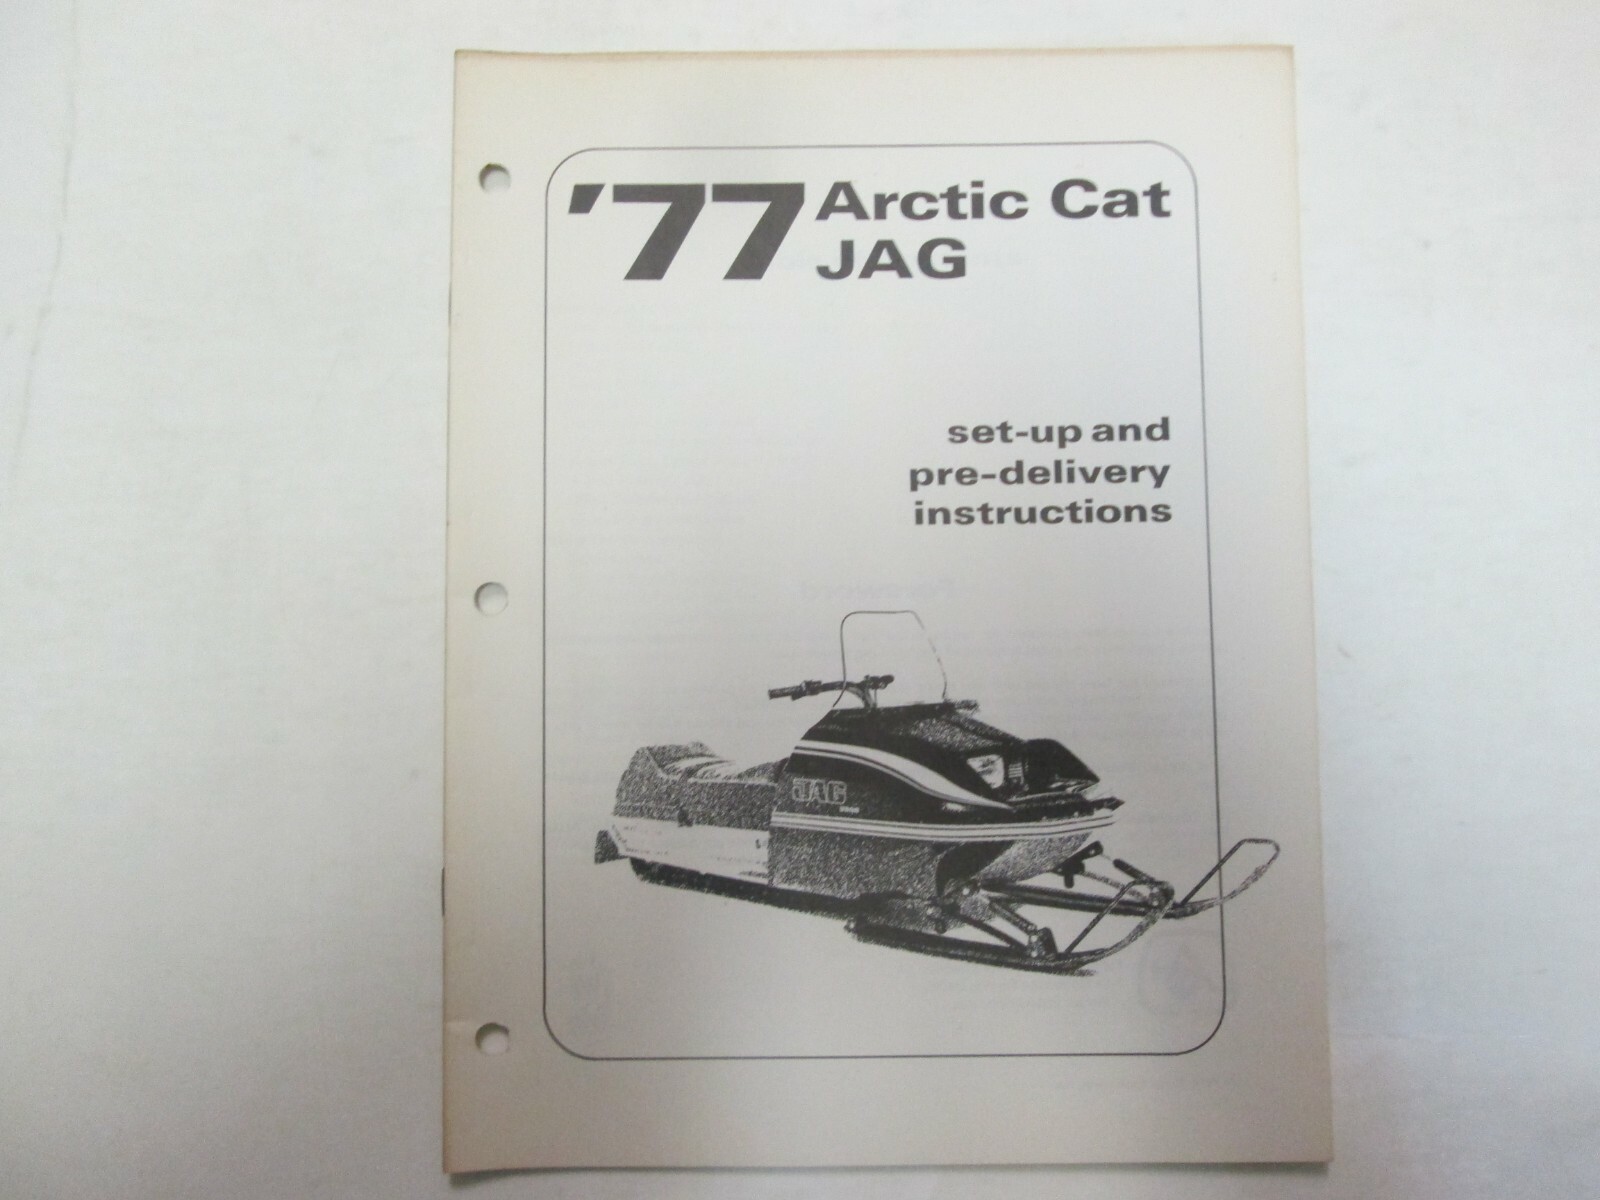 '77 Arctic Cat
JAG
set-up and
pre-delivery
instructions
JAG